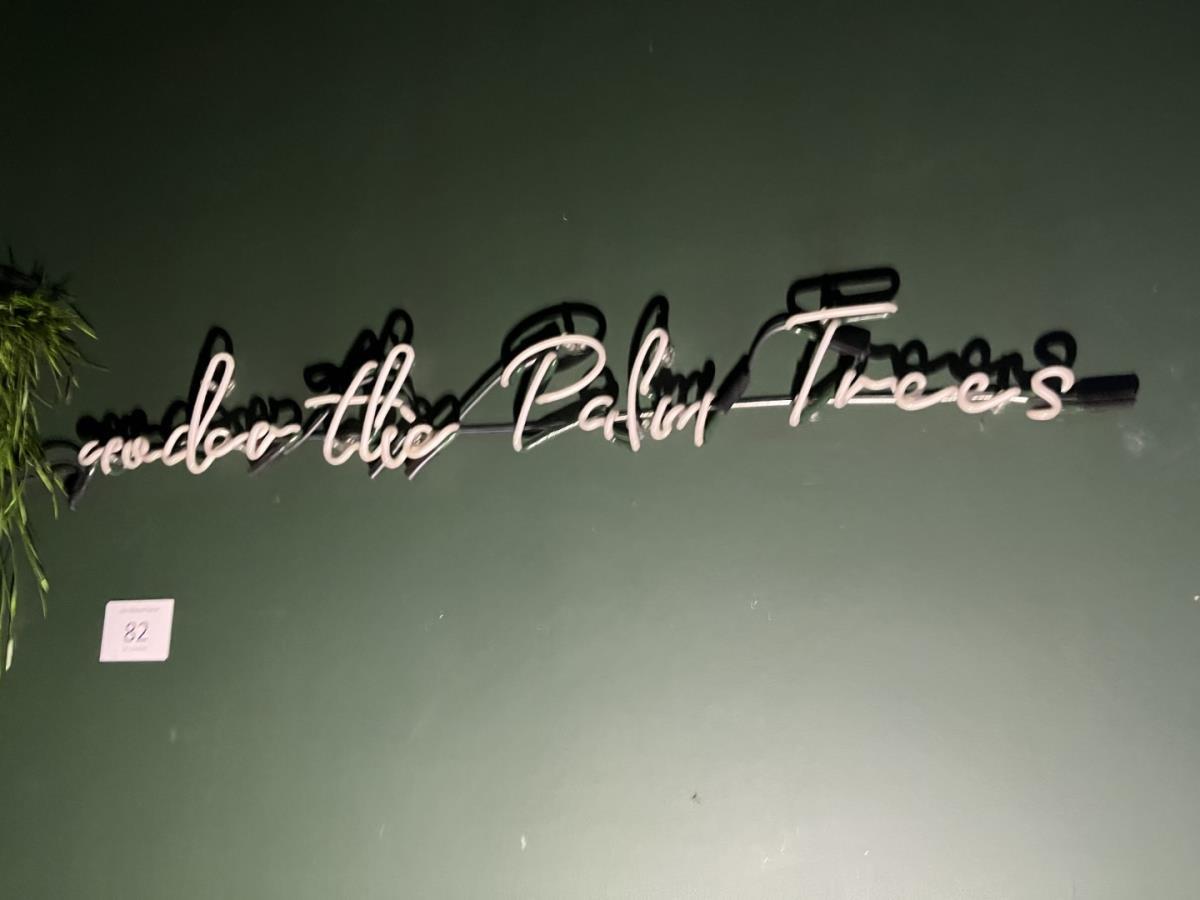 under the Palm Trees
82